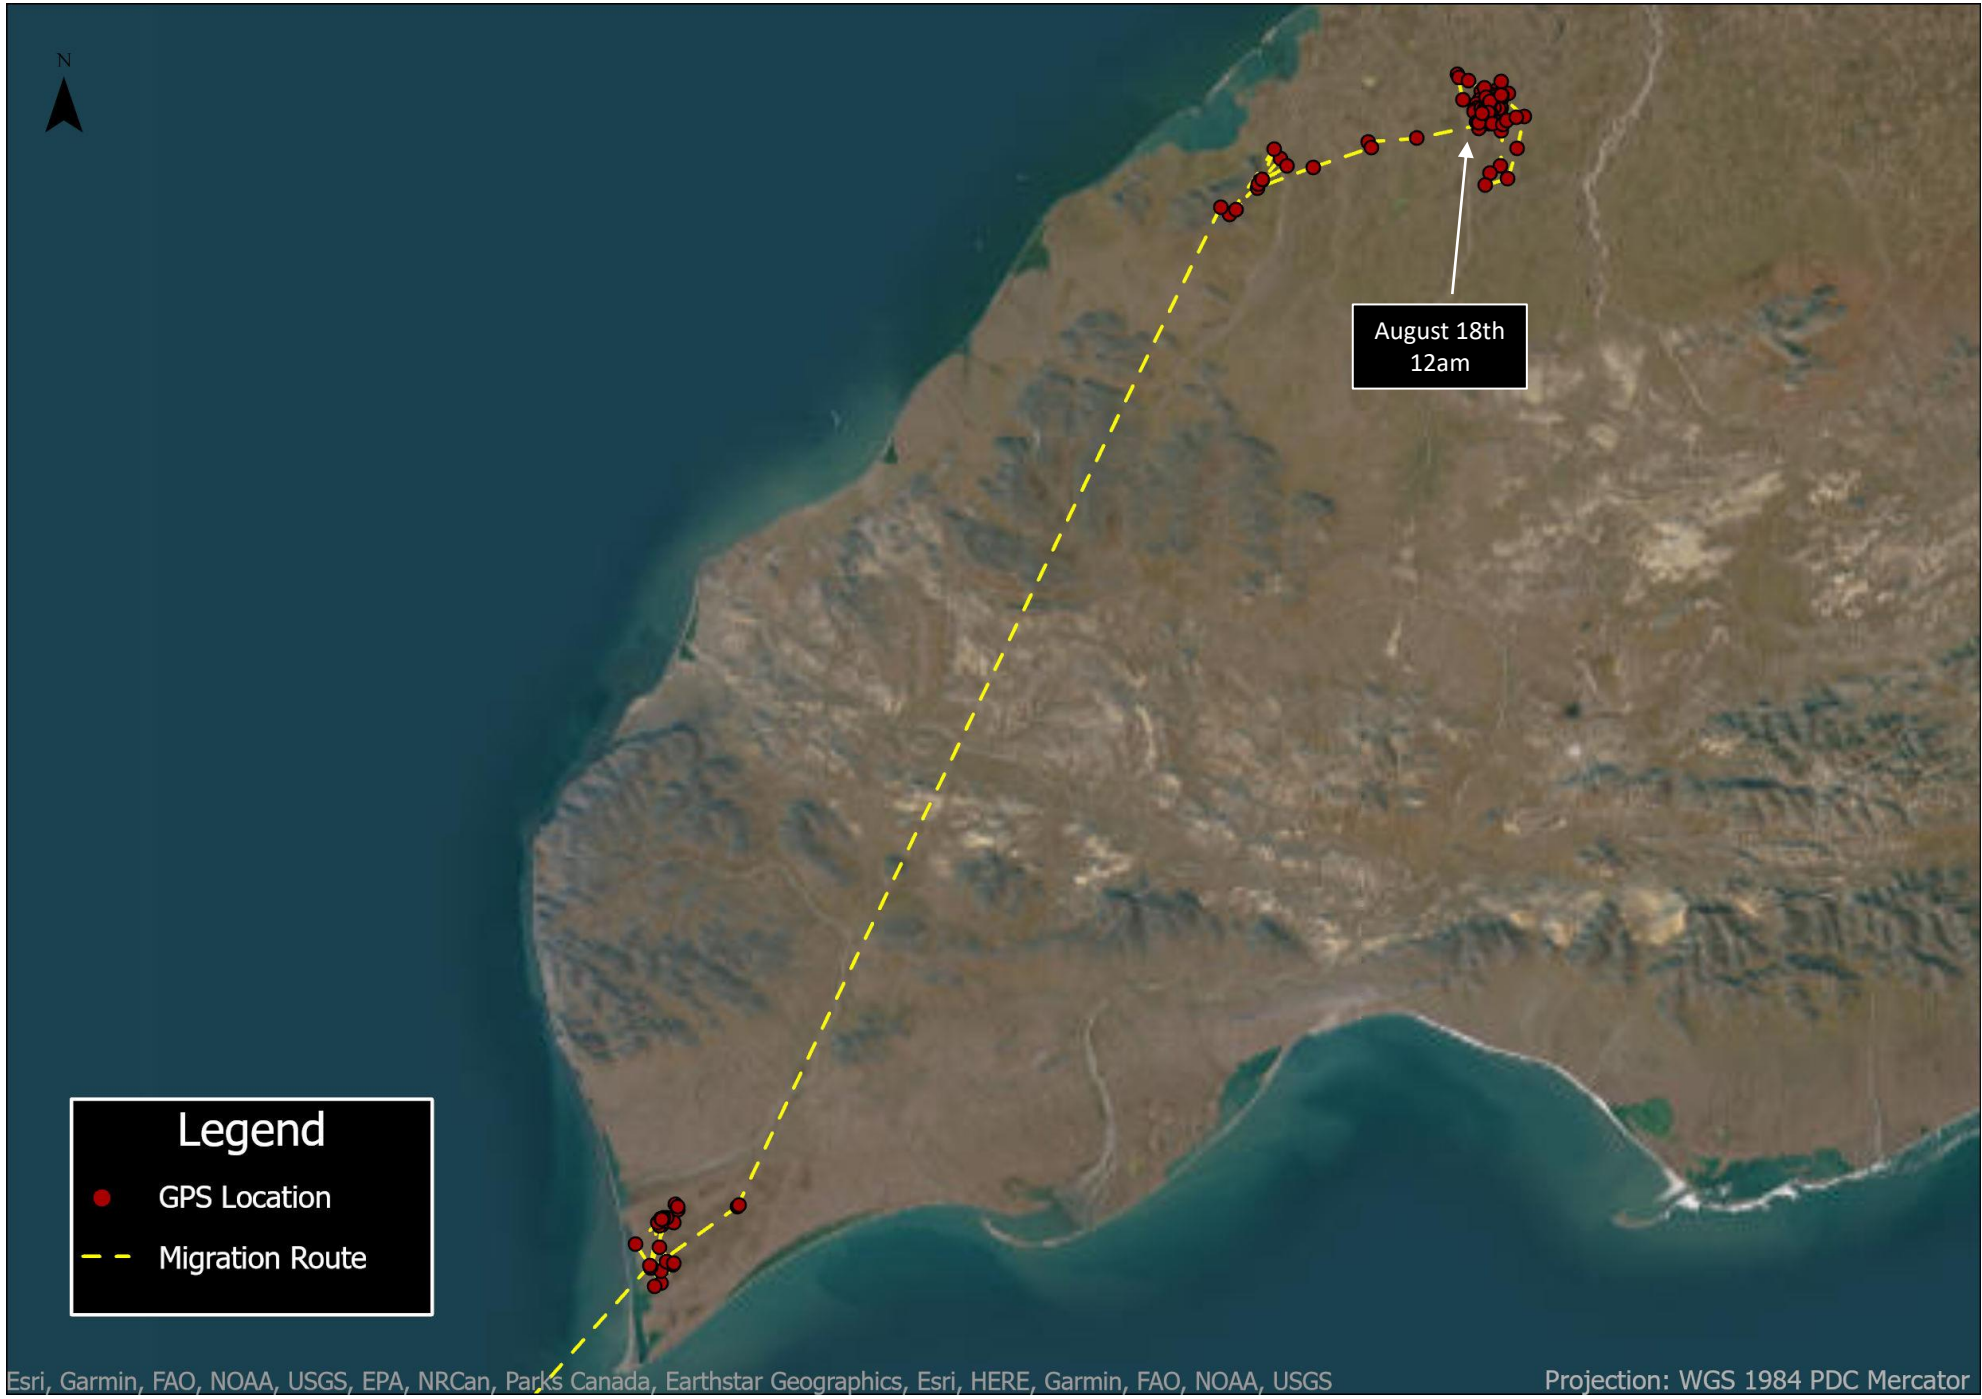 N
August 18th
12am
Legend
GPS Location
Migration Route
Esri, Garmin, FAO, NOAA, USGS, EPA, NRCan, Parks Canada, Earthstar Geographics, Esri, HERE, Garmin, FAO, NOAA, USGS
Projection: WGS 1984 PDC Mercator